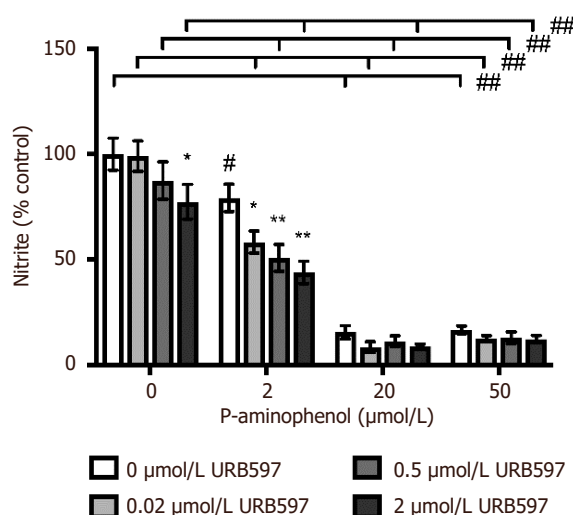 ##
##
##
##
150
100
50
0
Nitrite (% control)
* # * ** **
0 2 20 50
P-aminophenol (µmol/L)
0 µmol/L URB597 0.5 µmol/L URB597
0.02 µmol/L URB597 2 µmol/L URB597